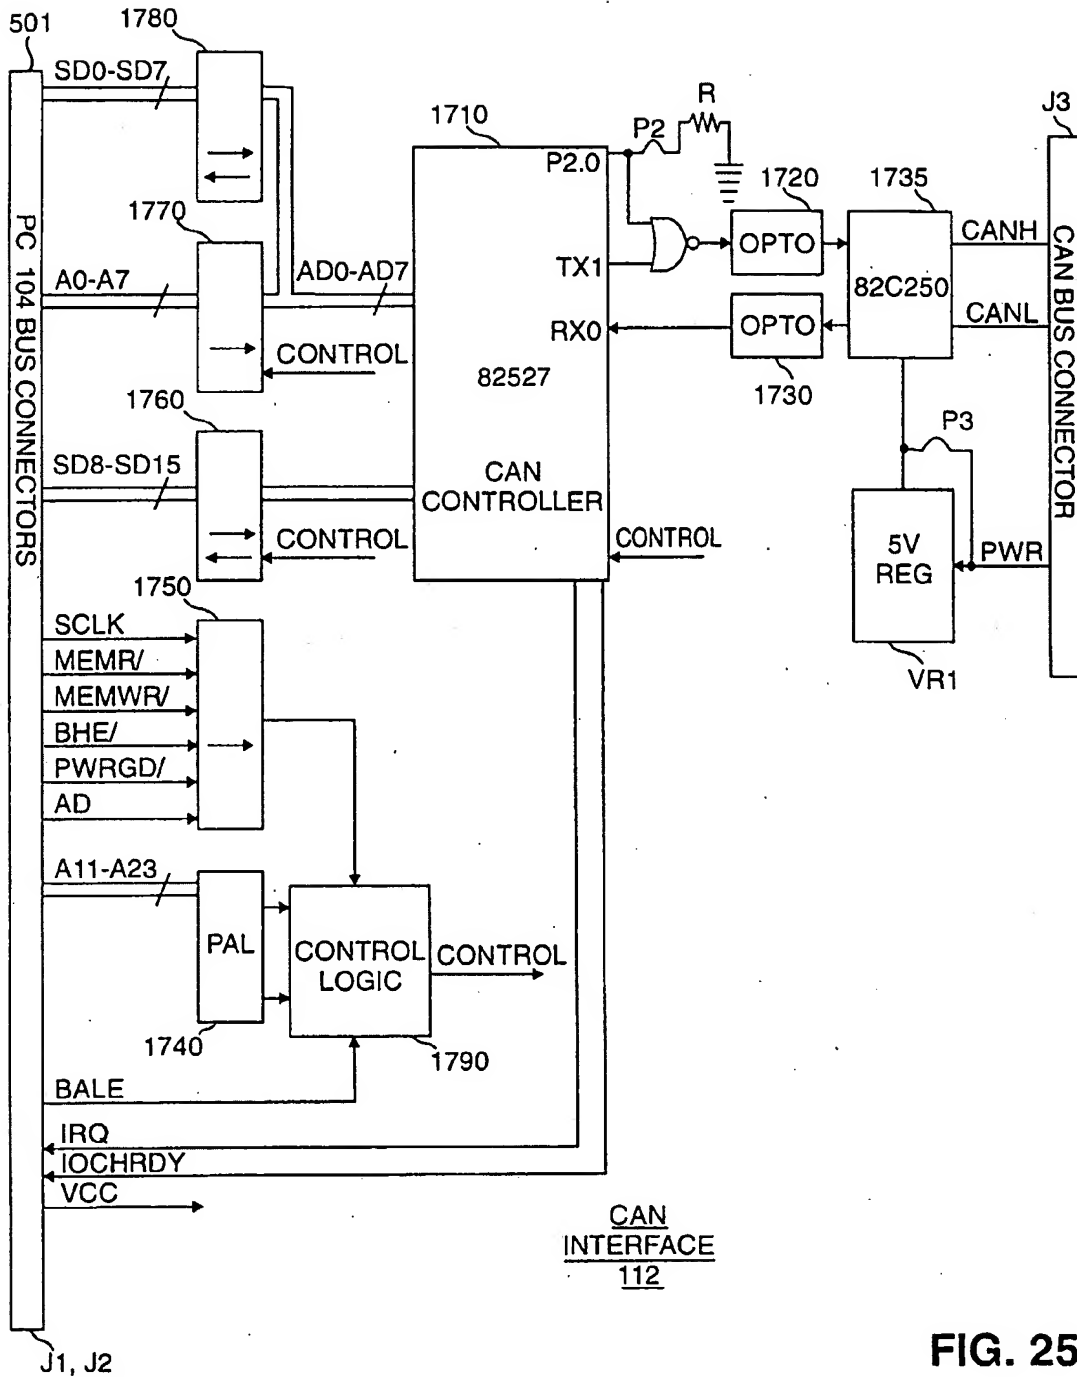 501
1780
SD0-SD7
1710
P2.0
P2
R
J3
1770
A0-A7
AD0-AD7
CONTROL
1720
OPTO
1735
CANH
TX1
82C250
CANL
RX0
OPTO
1730
82527
CAN
CONTROLLER
1760
SD8-SD15
CONTROL
CONTROL
P3
5V
REG
PWR
VR1
PC 104 BUS CONNECTORS
CAN BUS CONNECTOR
1750
SCLK
MEMR/
MEMWR/
BHE/
PWRGD/
AD
A11-A23
PAL
1740
CONTROL
LOGIC
CONTROL
1790
BALE
IRQ
IOCHRDY
VCC
CAN
INTERFACE
112
J1, J2
FIG. 25